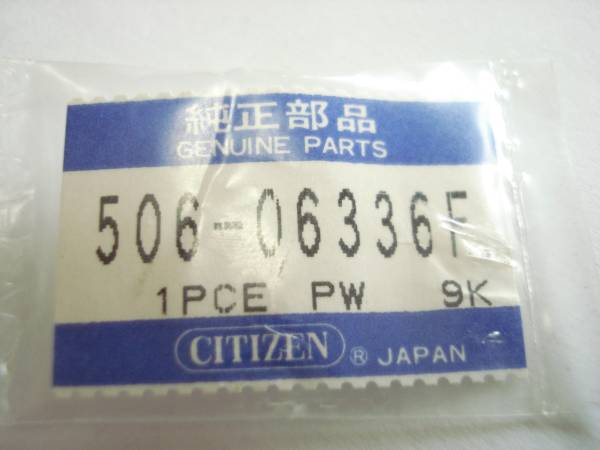 純正部品
GENUINE PARTS
506-06336F
1PCE PW 9K
CITIZEN ® JAPAN